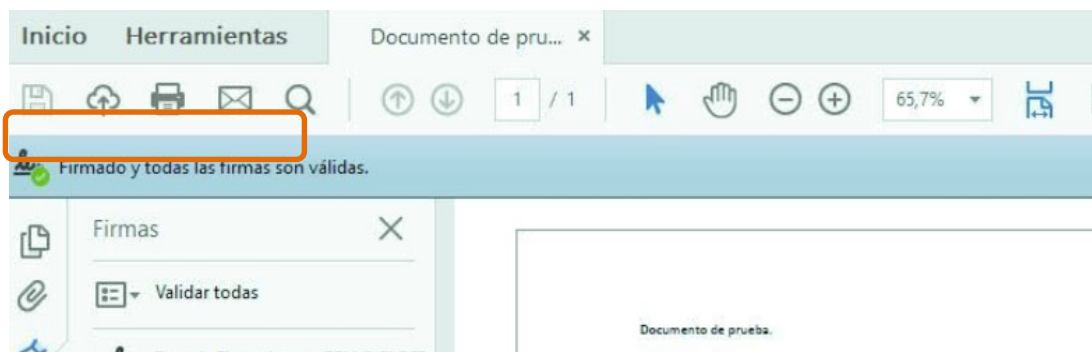 Inicio Herramientas Documento de pru... ×
1 / 1 65,7%
Firmado y todas las firmas son válidas.
Firmas
Validar todas
Documento de prueba.